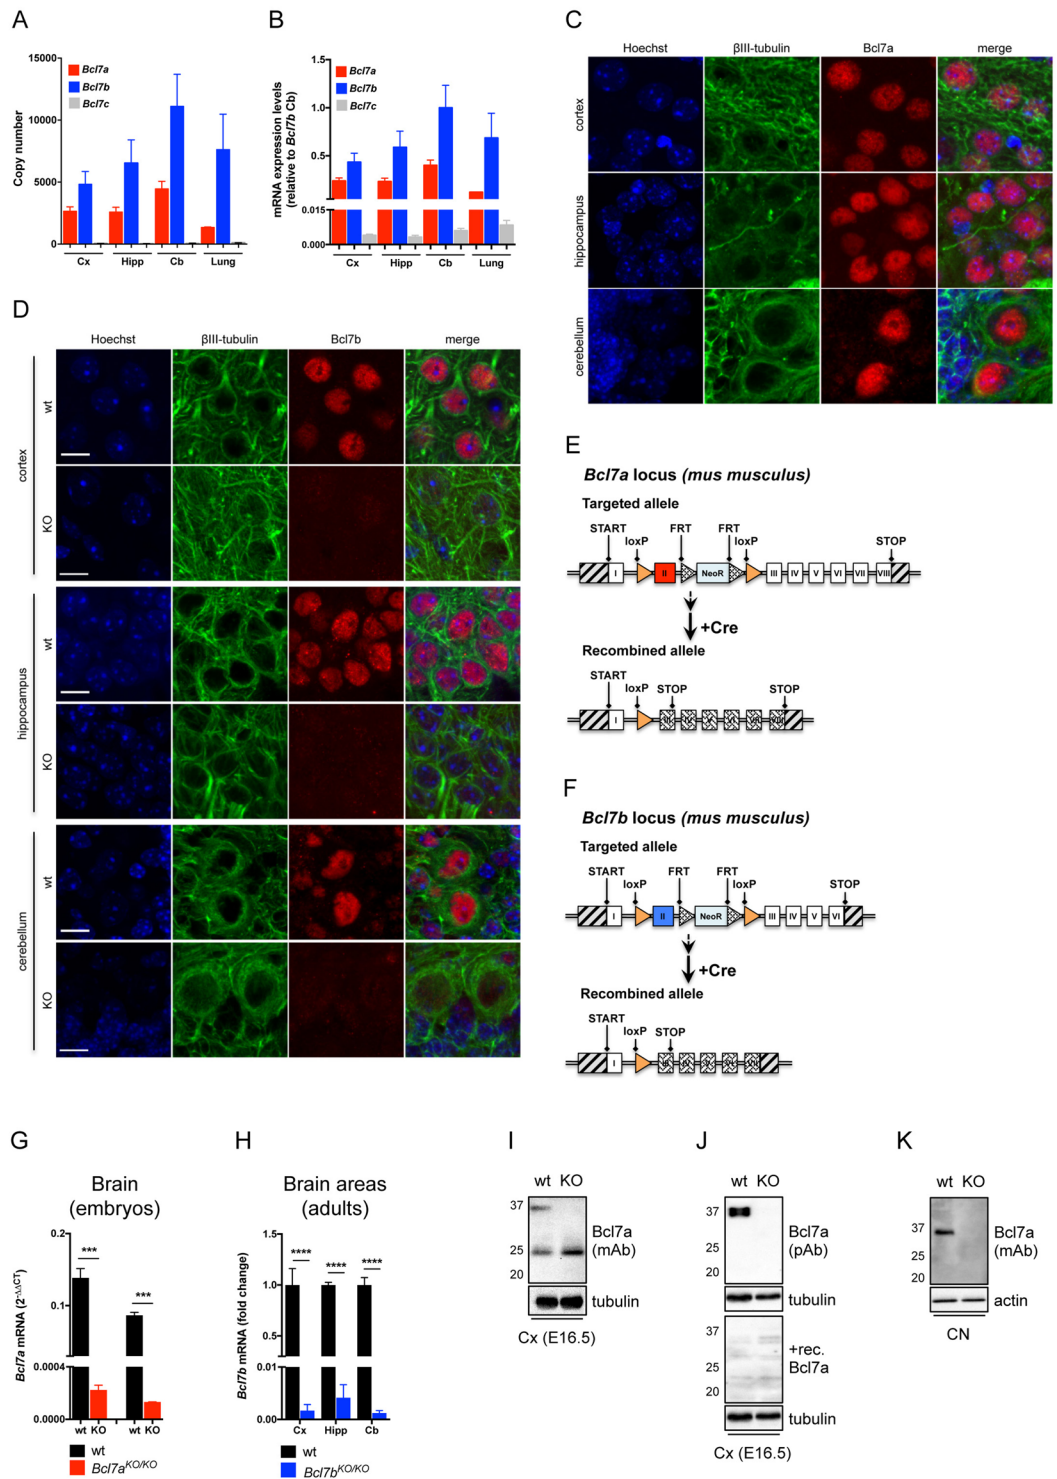 A
15000
10000
5000
0
Copy number
Bcl7a
Bcl7b
Bcl7c
Cx Hipp Cb Lung
B
1.5
1.0
0.5
0.015
0.000
mRNA expression levels
(relative to Bcl7b Cb)
Bcl7a
Bcl7b
Bcl7c
Cx Hipp Cb Lung
C
Hoechst βIII-tubulin Bcl7a merge
cortex
hippocampus
cerebellum
D
Hoechst βIII-tubulin Bcl7b merge
cortex
wt
KO
hippocampus
wt
KO
cerebellum
wt
KO
E
Bcl7a locus (mus musculus)
Targeted allele
START FRT FRT STOP
loxP loxP
I II NeoR III IV V VI VII VIII
+Cre
Recombined allele
START
loxP STOP STOP
I
F
Bcl7b locus (mus musculus)
Targeted allele
START FRT FRT STOP
loxP loxP
I II NeoR III IV V VI
+Cre
Recombined allele
START
loxP STOP
I
G
Brain
(embryos)
0.2
0.1
0.0004
0.0000
Bcl7a mRNA (2-ΔΔCT)
*** ***
wt KO wt KO
wt
Bcl7aKO/KO
H
Brain areas
(adults)
1.5
1.0
0.5
0.01
0.00
Bcl7b mRNA (fold change)
**** **** ****
Cx Hipp Cb
wt
Bcl7bKO/KO
I
wt KO
37
25
20
Bcl7a
(mAb)
tubulin
Cx (E16.5)
J
wt KO
37
25
20
Bcl7a
(pAb)
tubulin
37
25
20
+rec.
Bcl7a
tubulin
Cx (E16.5)
K
wt KO
37
25
20
Bcl7a
(mAb)
actin
CN